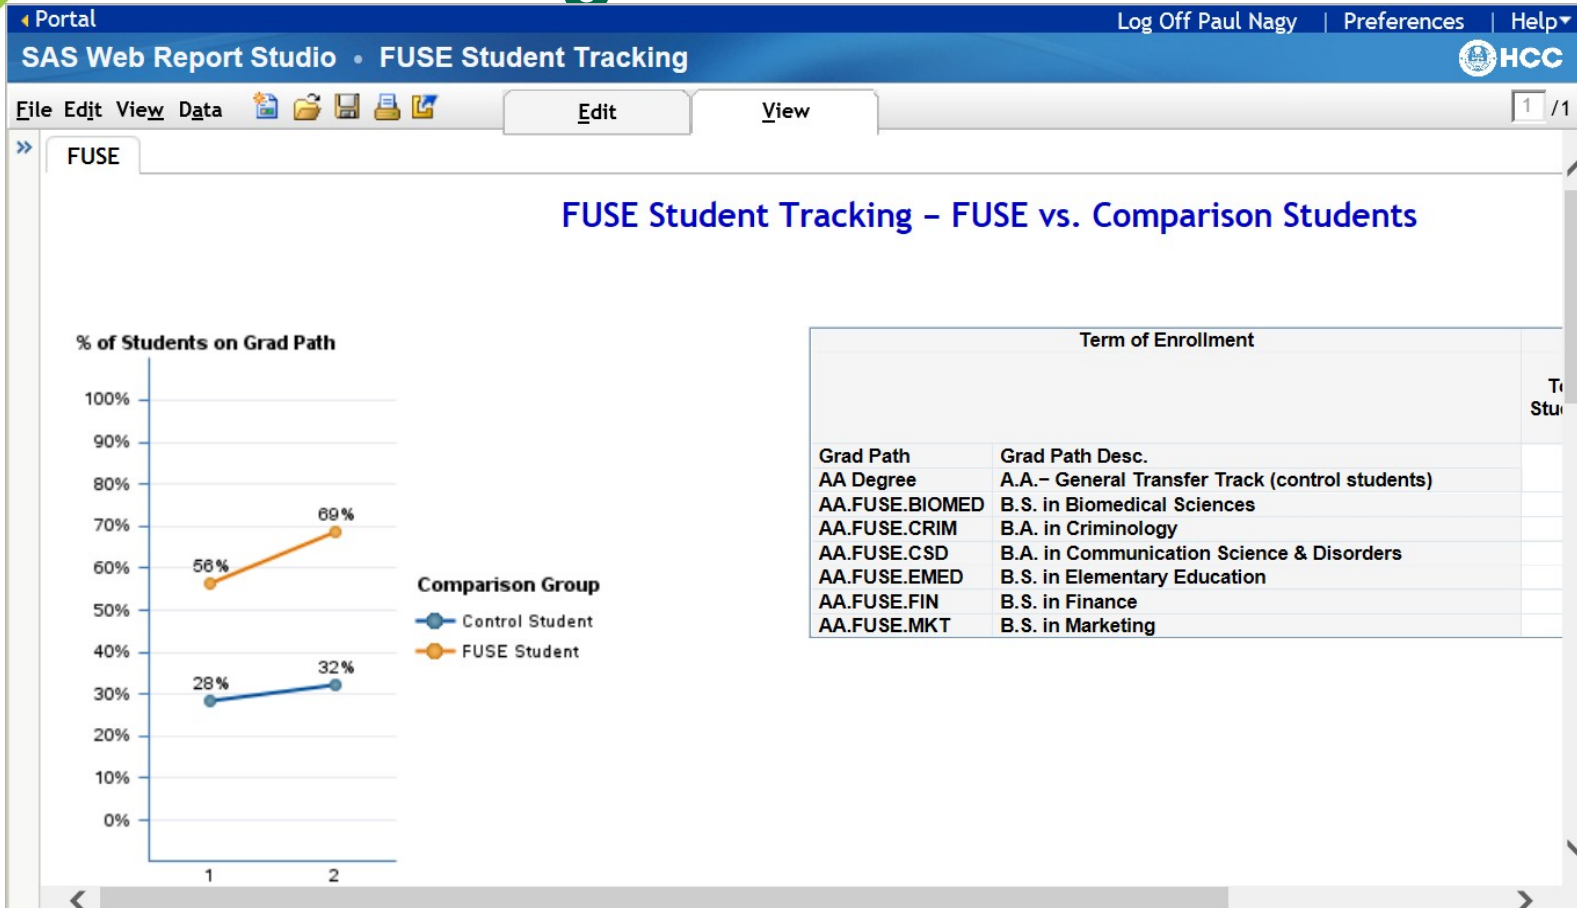 Portal
Log Off Paul Nagy | Preferences | Help
SAS Web Report Studio • FUSE Student Tracking
HCC
File Edit View Data
Edit
View
1 /1
FUSE
FUSE Student Tracking – FUSE vs. Comparison Students
% of Students on Grad Path
100%
90%
80%
70%
60%
50%
40%
30%
20%
10%
0%
69%
56%
32%
28%
1 2
Comparison Group
Control Student
FUSE Student
Term of Enrollment
Grad Path Grad Path Desc.
AA Degree A.A.– General Transfer Track (control students)
AA.FUSE.BIOMED B.S. in Biomedical Sciences
AA.FUSE.CRIM B.A. in Criminology
AA.FUSE.CSD B.A. in Communication Science & Disorders
AA.FUSE.EMED B.S. in Elementary Education
AA.FUSE.FIN B.S. in Finance
AA.FUSE.MKT B.S. in Marketing